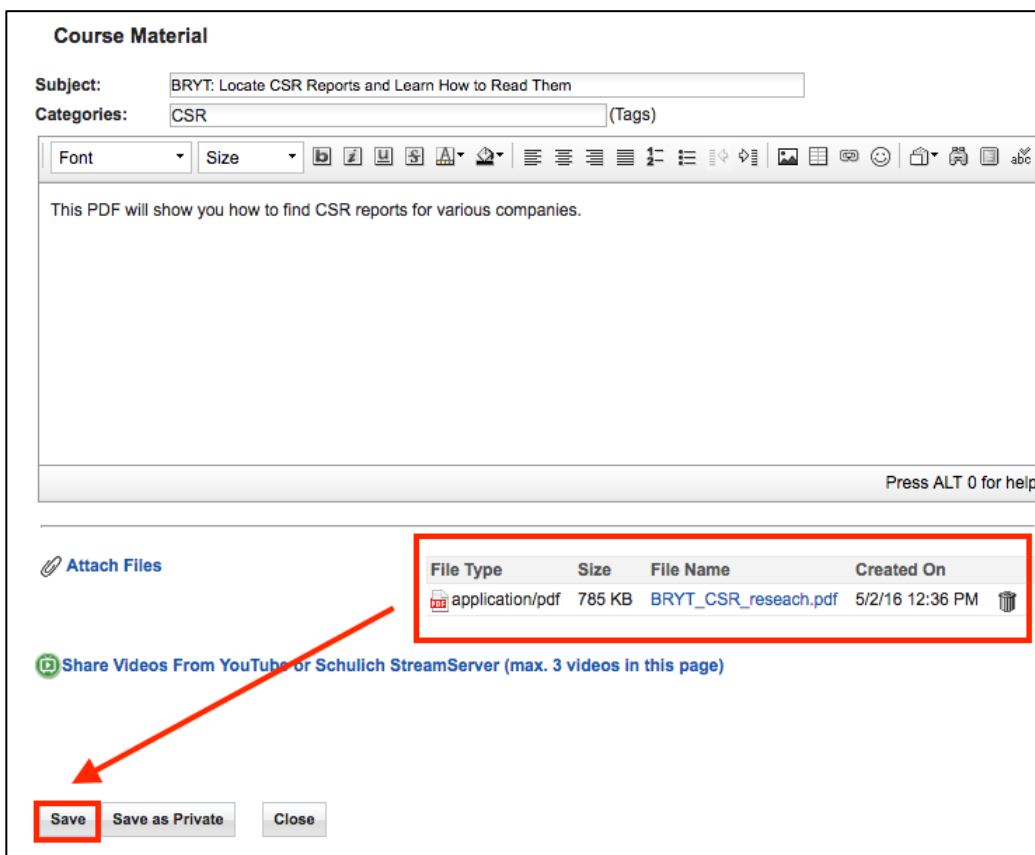 Course Material
Subject: BRYT: Locate CSR Reports and Learn How to Read Them
Categories: CSR (Tags)
Font Size b i U S A abc
This PDF will show you how to find CSR reports for various companies.
Press ALT 0 for help
Attach Files
File Type Size File Name Created On
PDF application/pdf 785 KB BRYT_CSR_reseach.pdf 5/2/16 12:36 PM
Share Videos From YouTube or Schulich StreamServer (max. 3 videos in this page)
Save Save as Private Close